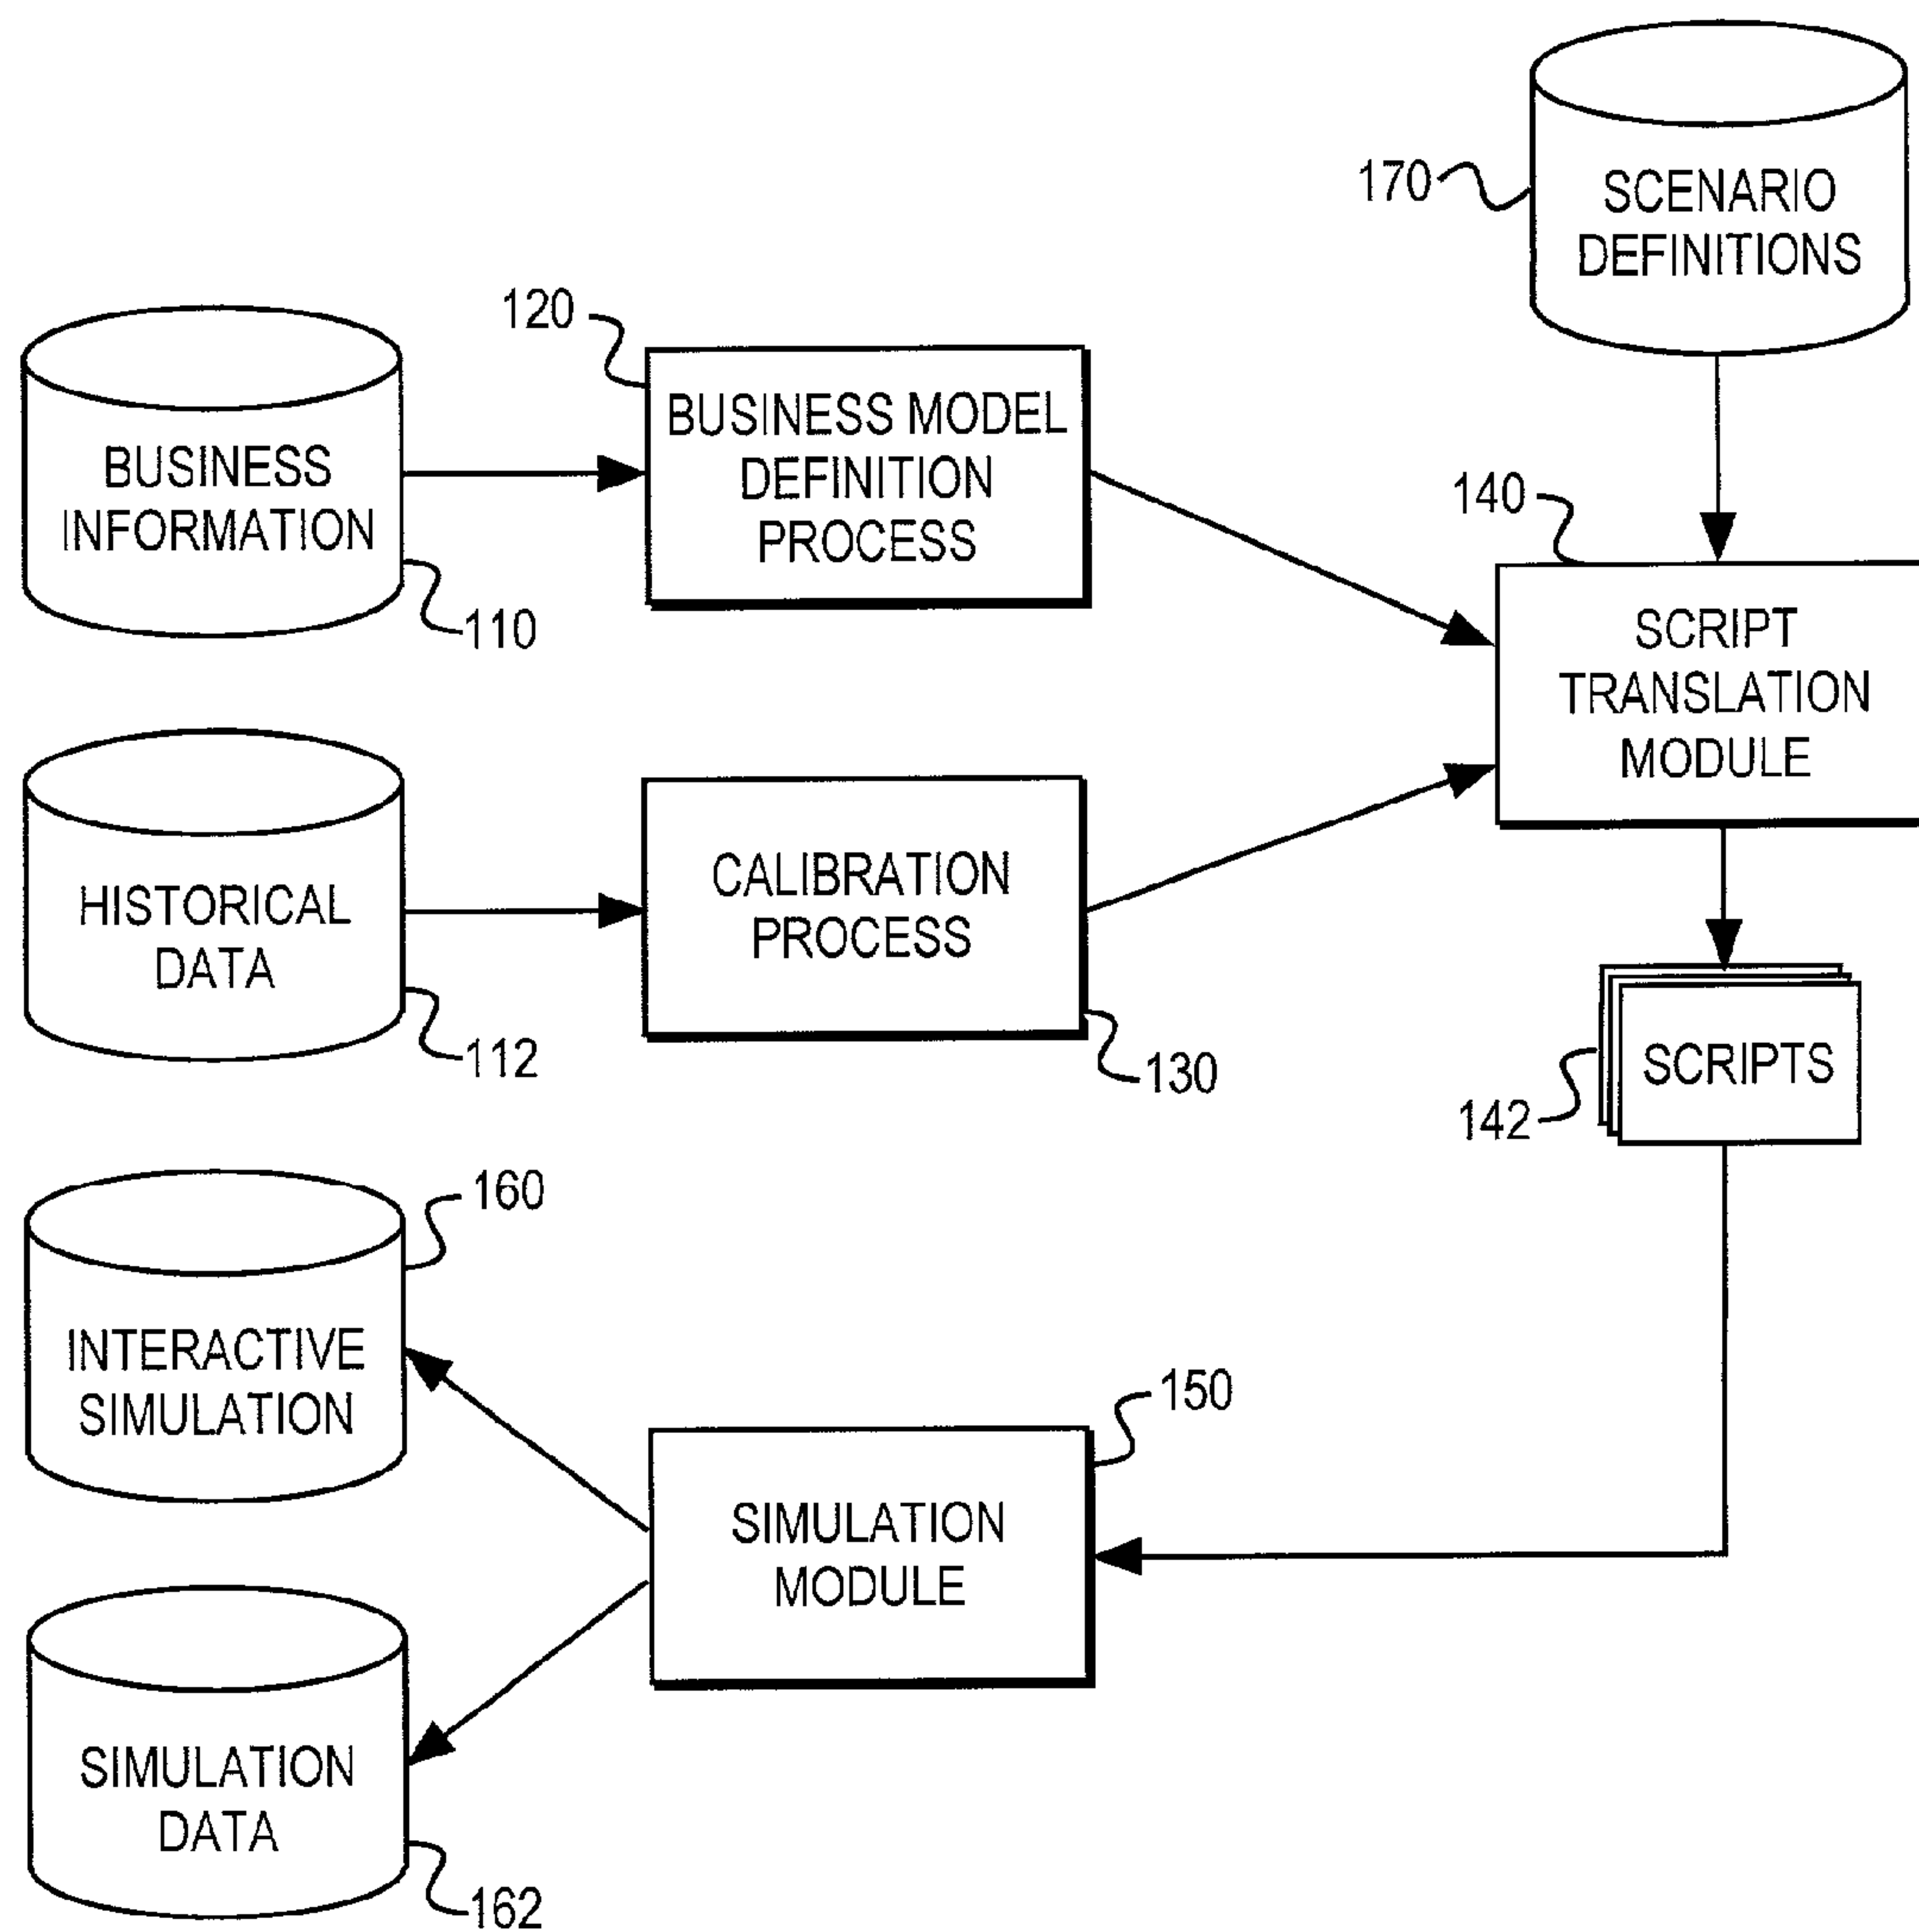 170
SCENARIO
DEFINITIONS
120
BUSINESS MODEL
DEFINITION
PROCESS
BUSINESS
INFORMATION
110
140
SCRIPT
TRANSLATION
MODULE
HISTORICAL
DATA
112
CALIBRATION
PROCESS
130
142
SCRIPTS
160
INTERACTIVE
SIMULATION
150
SIMULATION
MODULE
SIMULATION
DATA
162